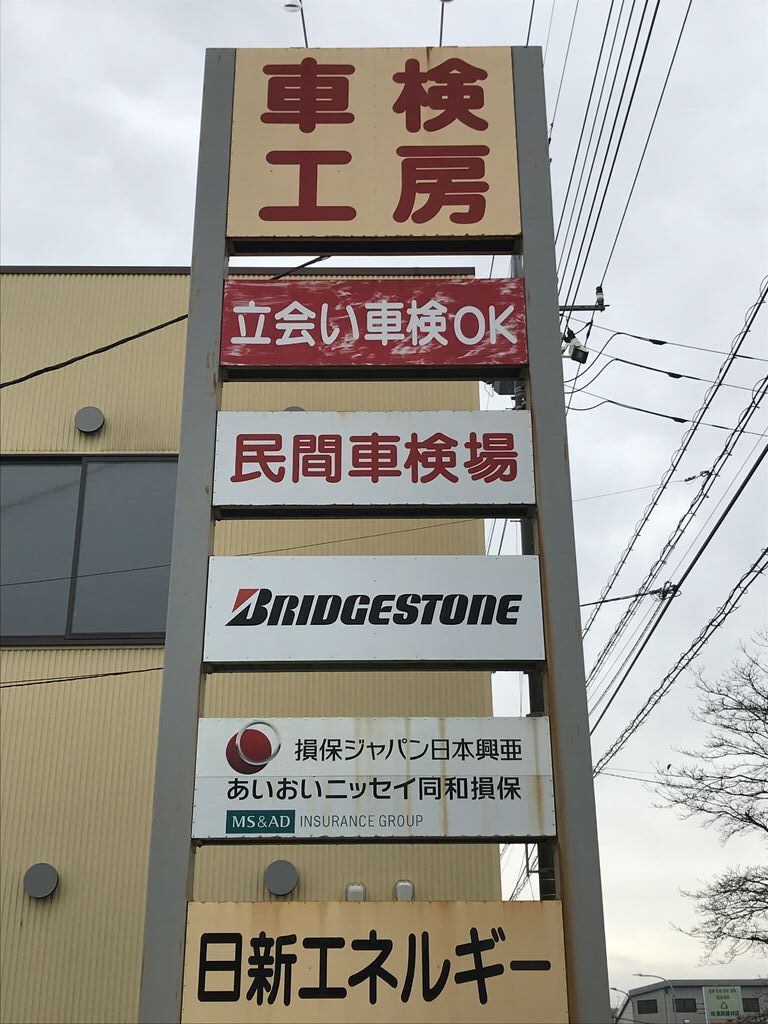 車検
工房
立会い車検OK
民間車検場
BRIDGESTONE
損保ジャパン日本興亜
あいおいニッセイ同和損保
MS&AD INSURANCE GROUP
日新エネルギー